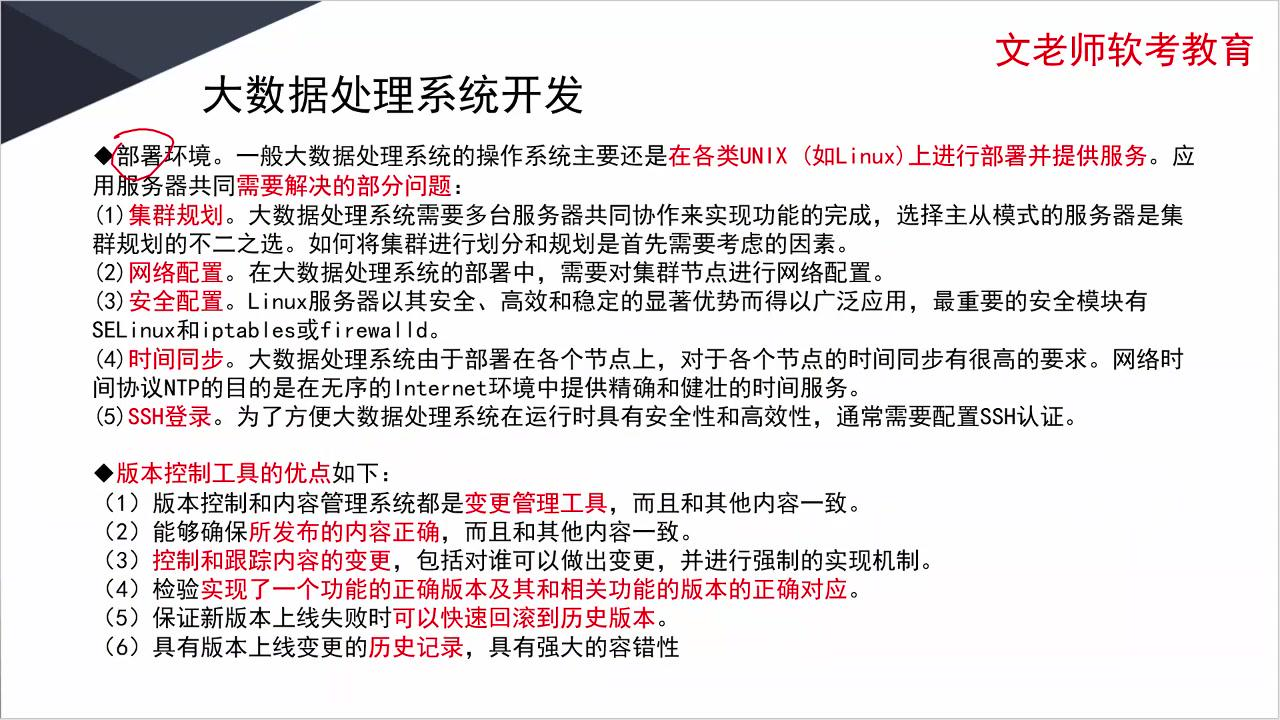 文老师软考教育
大数据处理系统开发
◆部署环境。一般大数据处理系统的操作系统主要还是在各类UNIX (如Linux)上进行部署并提供服务。应
用服务器共同需要解决的部分问题：
(1)集群规划。大数据处理系统需要多台服务器共同协作来实现功能的完成，选择主从模式的服务器是集
群规划的不二之选。如何将集群进行划分和规划是首先需要考虑的因素。
(2)网络配置。在大数据处理系统的部署中，需要对集群节点进行网络配置。
(3)安全配置。Linux服务器以其安全、高效和稳定的显著优势而得以广泛应用，最重要的安全模块有
SELinux和iptables或firewalld。
(4)时间同步。大数据处理系统由于部署在各个节点上，对于各个节点的时间同步有很高的要求。网络时
间协议NTP的目的是在无序的Internet环境中提供精确和健壮的时间服务。
(5)SSH登录。为了方便大数据处理系统在运行时具有安全性和高效性，通常需要配置SSH认证。
◆版本控制工具的优点如下：
（1）版本控制和内容管理系统都是变更管理工具，而且和其他内容一致。
（2）能够确保所发布的内容正确，而且和其他内容一致。
（3）控制和跟踪内容的变更，包括对谁可以做出变更，并进行强制的实现机制。
（4）检验实现了一个功能的正确版本及其和相关功能的版本的正确对应。
（5）保证新版本上线失败时可以快速回滚到历史版本。
（6）具有版本上线变更的历史记录，具有强大的容错性